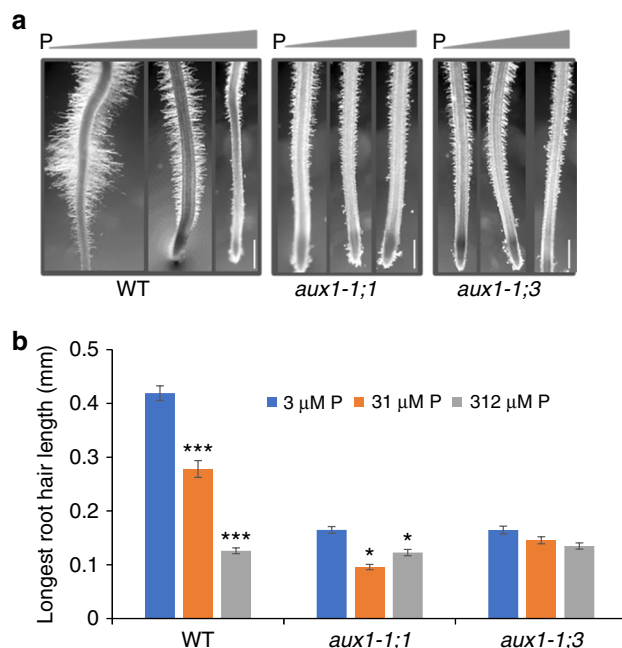 a
P P P
WT aux1-1;1 aux1-1;3
b
Longest root hair length (mm)
0.5
0.4
0.3
0.2
0.1
0
3 μM P 31 μM P 312 μM P
***
***
*
*
WT aux1-1;1 aux1-1;3